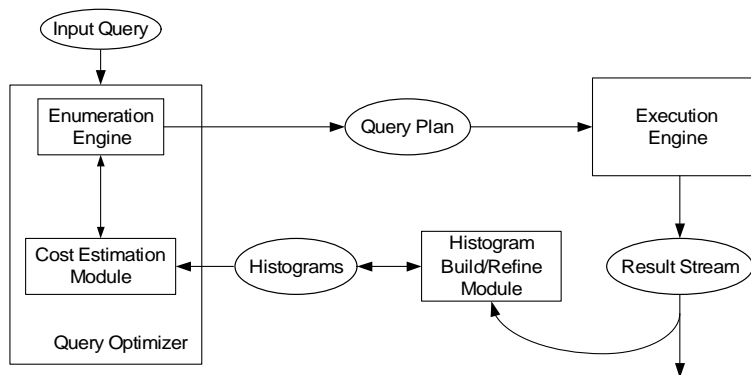 Input Query
Enumeration
Engine
Query Plan
Execution
Engine
Cost Estimation
Module
Histograms
Histogram
Build/Refine
Module
Result Stream
Query Optimizer